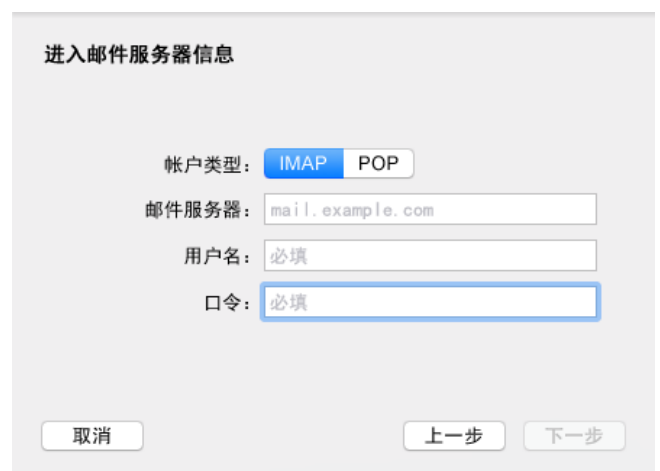 进入邮件服务器信息
帐户类型： IMAP POP
邮件服务器： mail.example.com
用户名： 必填
口令： 必填
取消 上一步 下一步